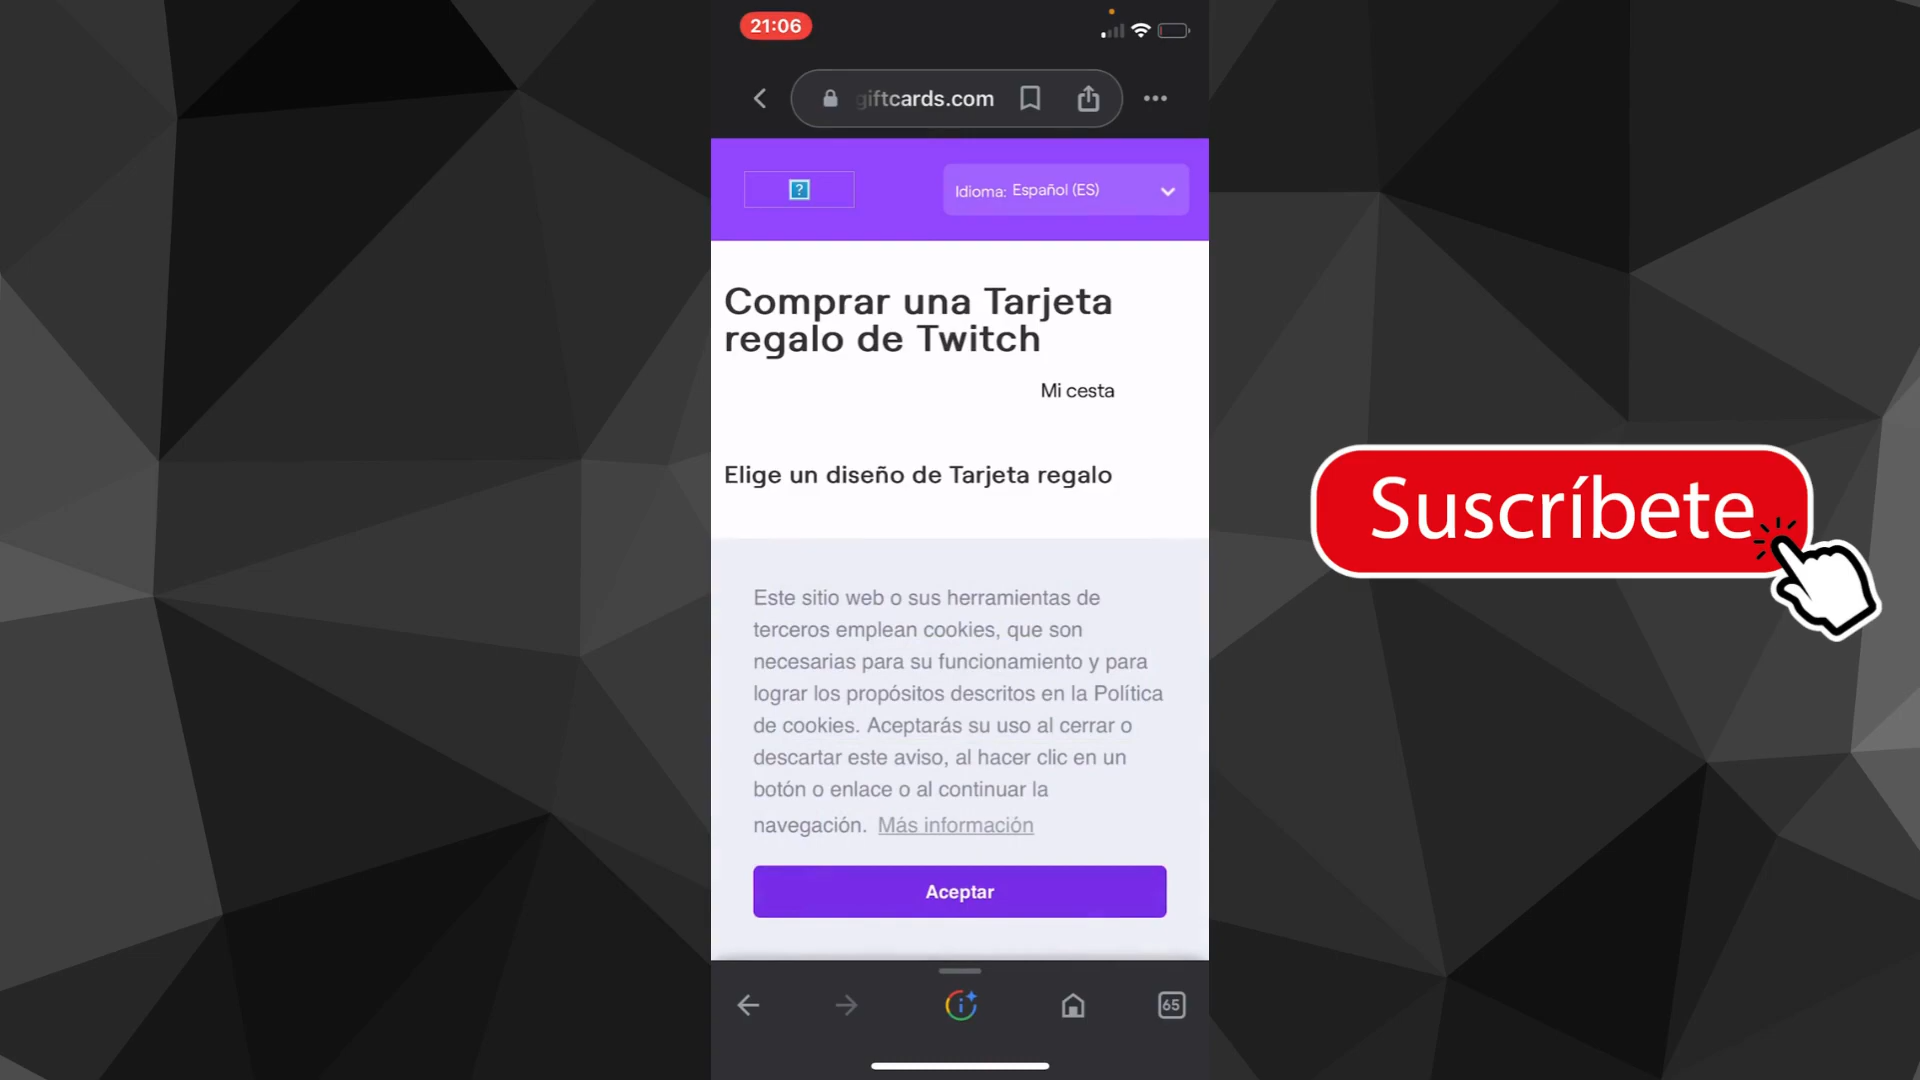 21:06
giftcards.com
Idioma: Español (ES)
Comprar una Tarjeta
regalo de Twitch
Mi cesta
Elige un diseño de Tarjeta regalo
Este sitio web o sus herramientas de
terceros emplean cookies, que son
necesarias para su funcionamiento y para
lograr los propósitos descritos en la Política
de cookies. Aceptarás su uso al cerrar o
descartar este aviso, al hacer clic en un
botón o enlace o al continuar la
navegación. Más información
Aceptar
65
Suscríbete